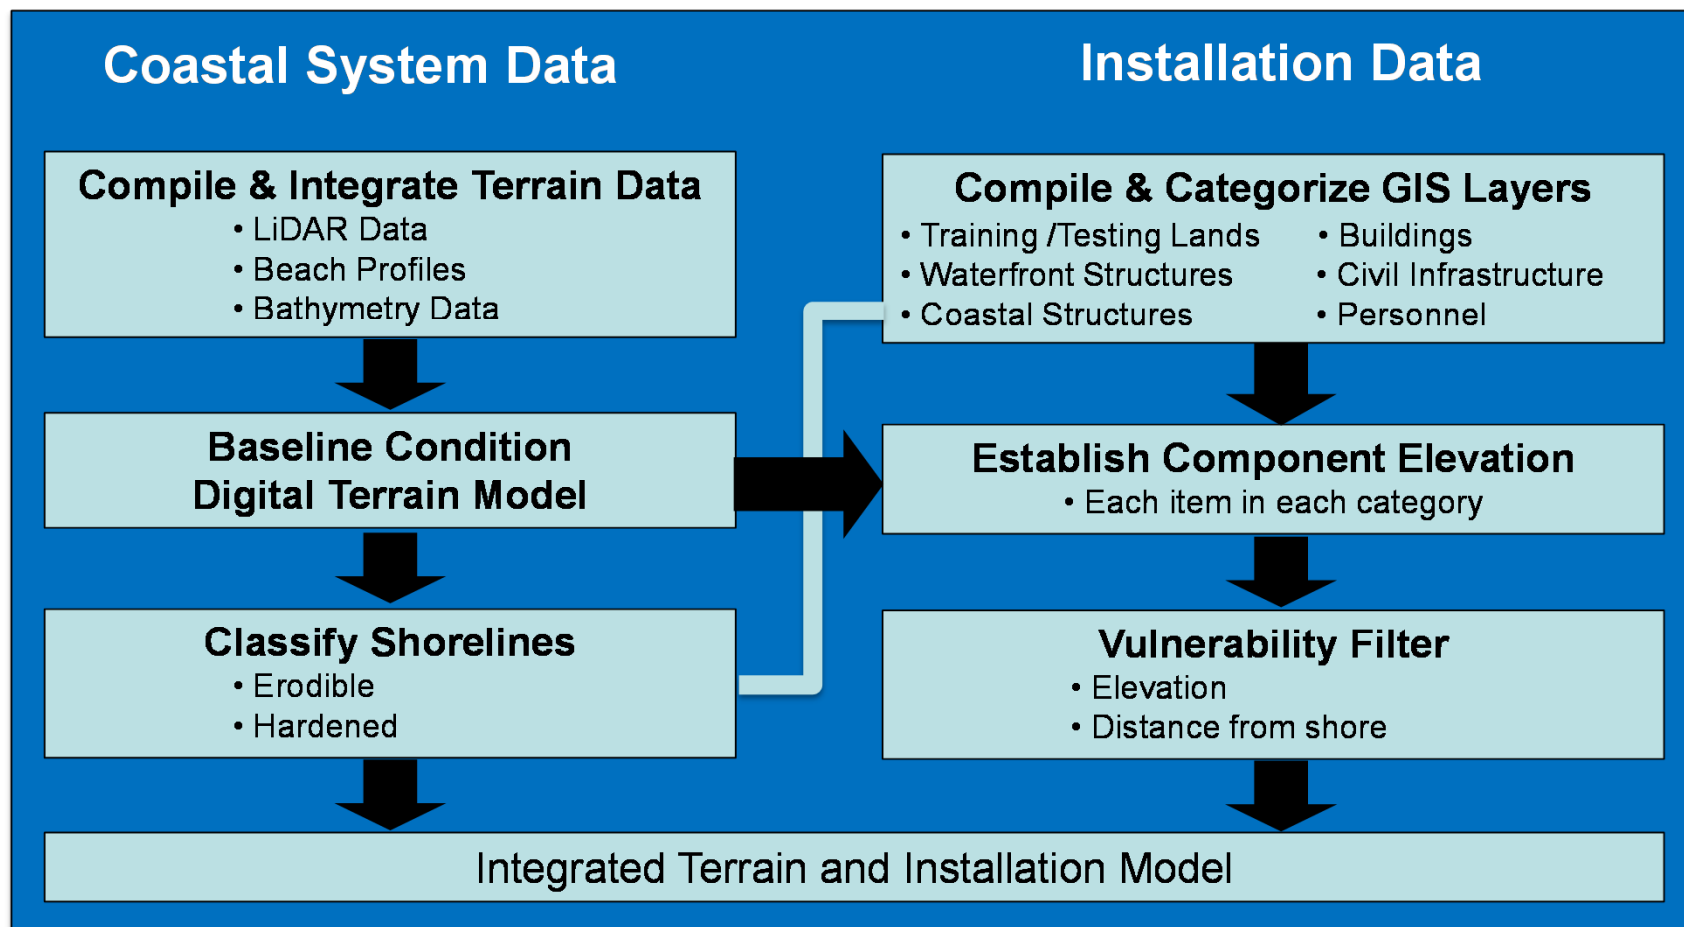 Coastal System Data
Compile & Integrate Terrain Data
• LiDAR Data
• Beach Profiles
• Bathymetry Data
Baseline Condition
Digital Terrain Model
Classify Shorelines
• Erodible
• Hardened
Installation Data
Compile & Categorize GIS Layers
• Training /Testing Lands
• Waterfront Structures
• Coastal Structures
• Buildings
• Civil Infrastructure
• Personnel
Establish Component Elevation
• Each item in each category
Vulnerability Filter
• Elevation
• Distance from shore
Integrated Terrain and Installation Model